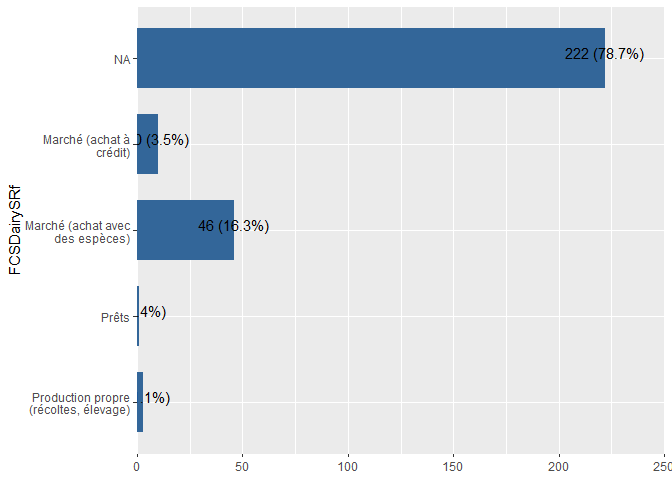 NA
222 (78.7%)
Marché (achat à
crédit)
(3.5%)
Marché (achat avec
des espèces)
46 (16.3%)
Prêts
4%)
Production propre
(récoltes, élevage)
1%)
FCSDairySRf
0
50
100
150
200
250